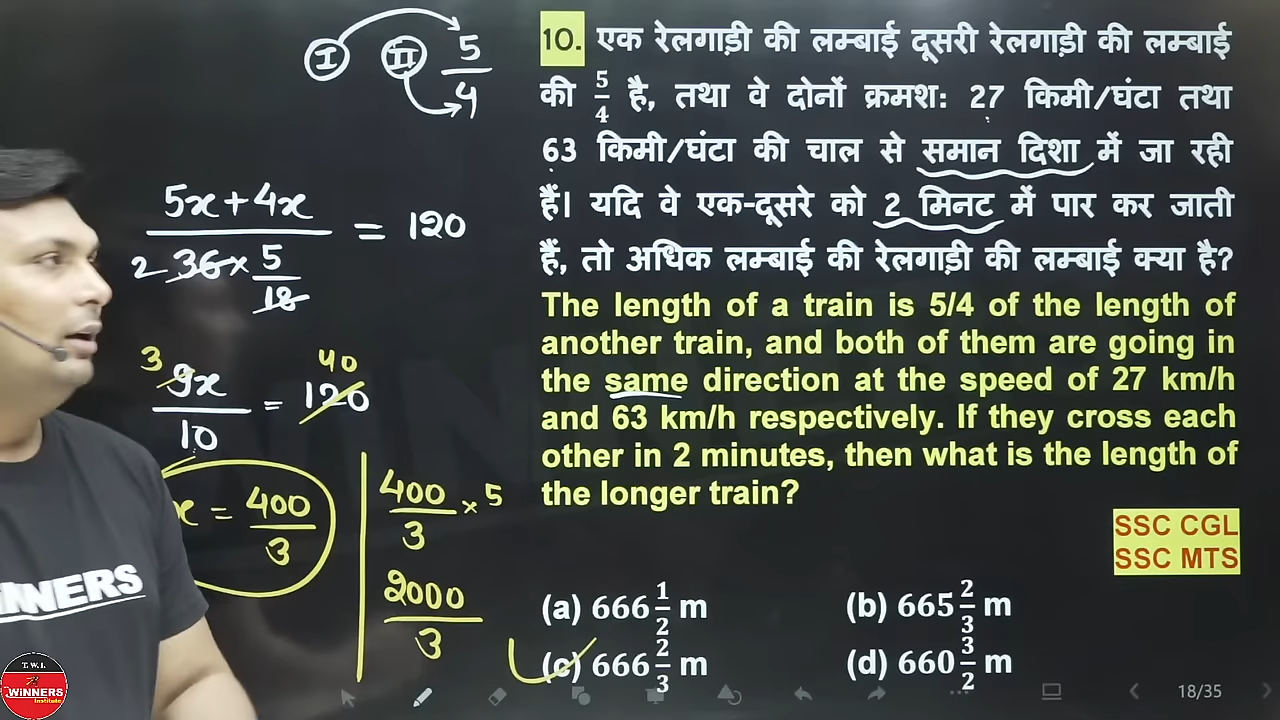 I II 5/4
10. एक रेलगाड़ी की लम्बाई दूसरी रेलगाड़ी की लम्बाई
की 5/4 है, तथा वे दोनों क्रमश: 27 किमी/घंटा तथा
63 किमी/घंटा की चाल से समान दिशा में जा रही
हैं। यदि वे एक-दूसरे को 2 मिनट में पार कर जाती
हैं, तो अधिक लम्बाई की रेलगाड़ी की लम्बाई क्या है?
The length of a train is 5/4 of the length of
another train, and both of them are going in
the same direction at the speed of 27 km/h
and 63 km/h respectively. If they cross each
other in 2 minutes, then what is the length of
the longer train?
SSC CGL
SSC MTS
(a) 666 1/2 m
(b) 665 2/3 m
(c) 666 2/3 m
(d) 660 3/2 m
5x+4x
2 36 × 5/18
= 120
3 40
9x/10 = 120
x = 400/3
400/3 × 5
2000/3
WINNERS
T.W.I.
WINNERS
Institute
18/35